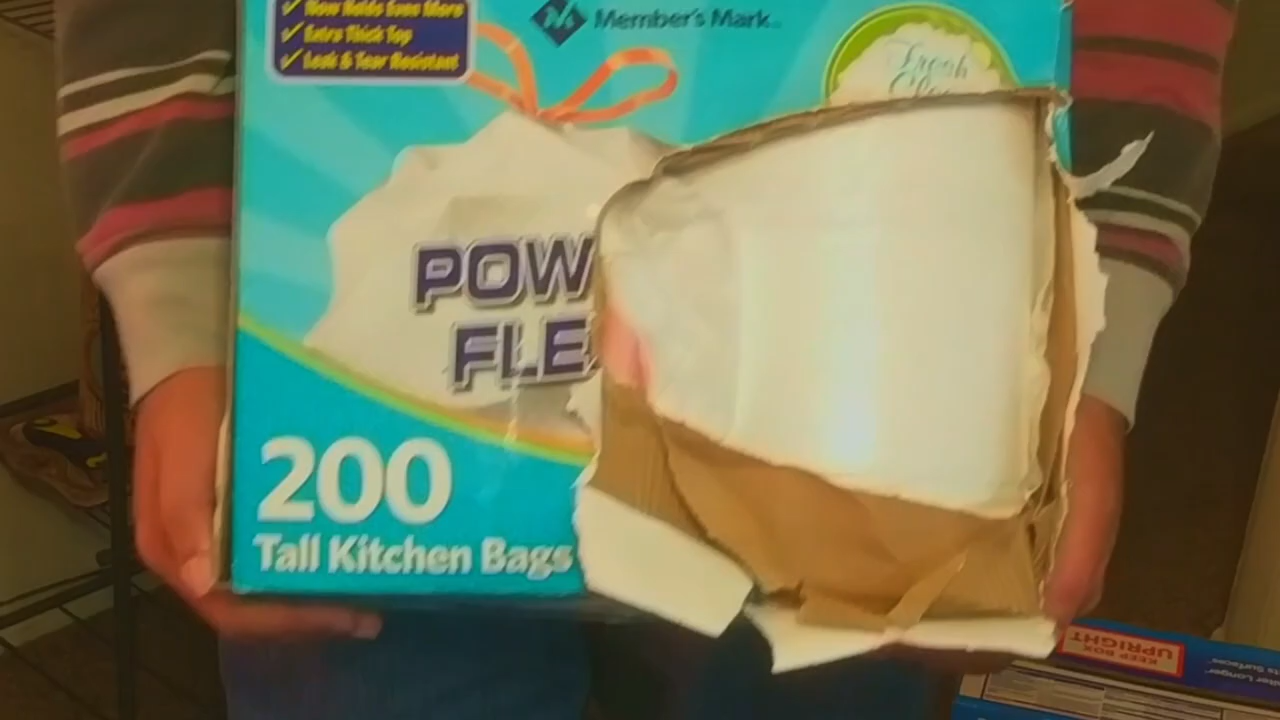 ✓ Now Holds Even More
✓ Extra Thick Top
✓ Leak & Tear Resistant
M Member's Mark
Fresh
POW
FLE
200
Tall Kitchen Bags
KEEP BOX
UPRIGHT